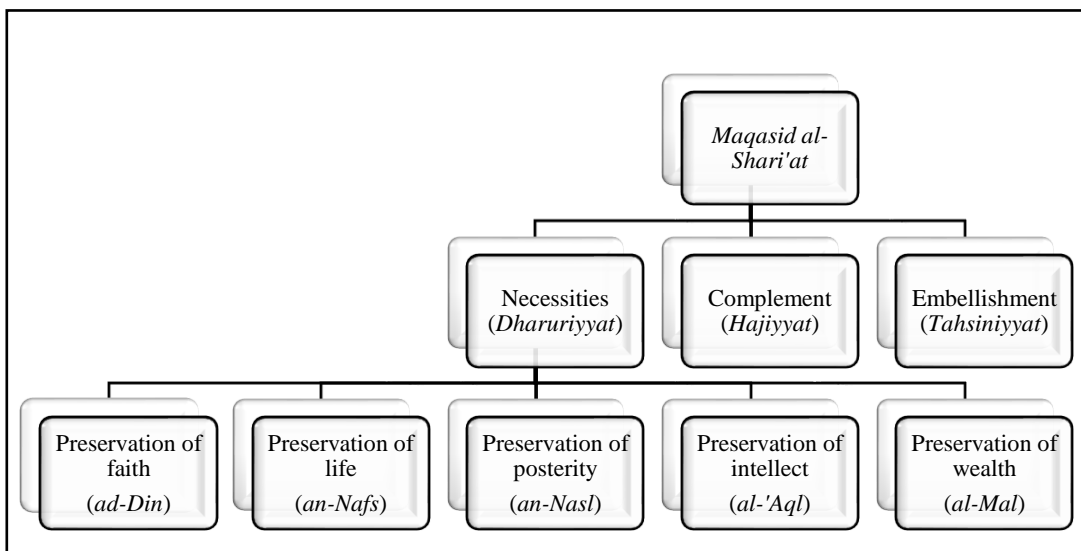 Maqasid al-
Shari'at
Necessities
(Dharuriyyat)
Complement
(Hajiyyat)
Embellishment
(Tahsiniyyat)
Preservation of
faith
(ad-Din)
Preservation of
life
(an-Nafs)
Preservation of
posterity
(an-Nasl)
Preservation of
intellect
(al-'Aql)
Preservation of
wealth
(al-Mal)